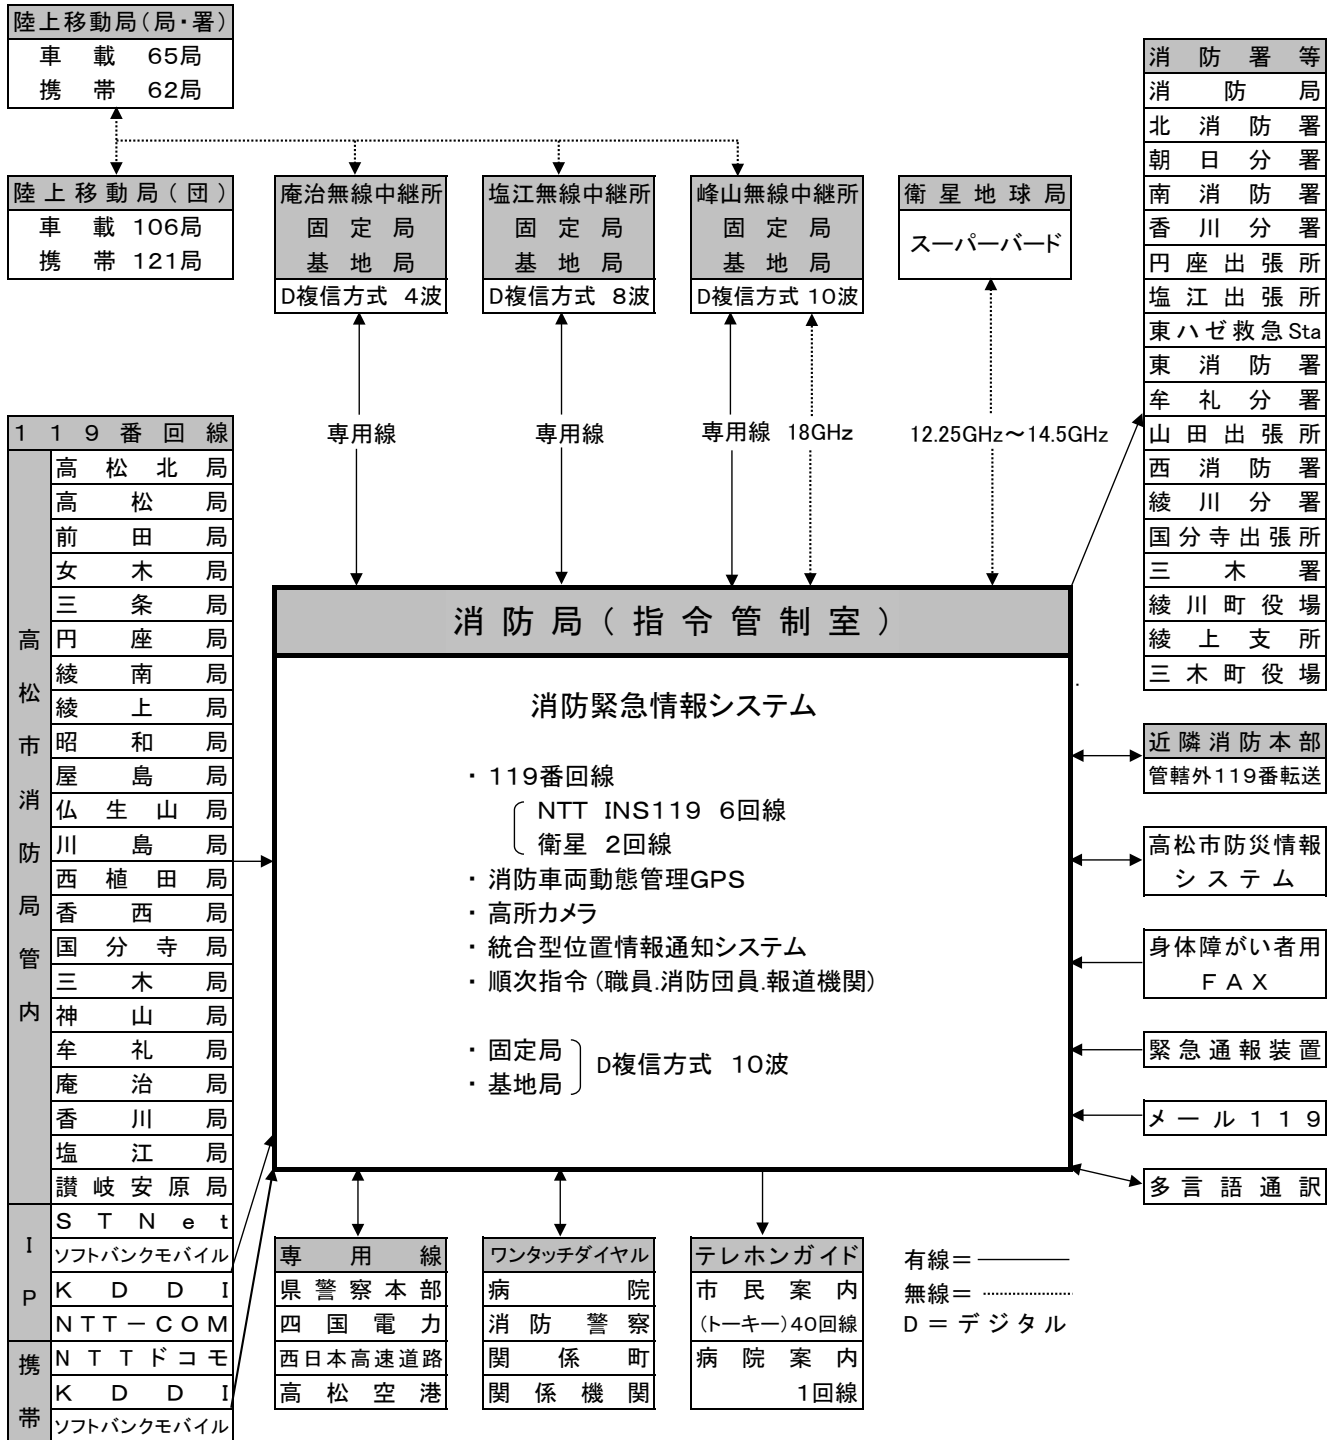 陸上移動局（局・署）
車載 65局
携帯 62局
陸上移動局（団）
車載 106局
携帯 121局
庵治無線中継所
固定局
基地局
D複信方式 4波
塩江無線中継所
固定局
基地局
D複信方式 8波
峰山無線中継所
固定局
基地局
D複信方式 10波
衛星地球局
スーパーバード
消防署等
消防局
北消防署
朝日分署
南消防署
香川分署
円座出張所
塩江出張所
東ハゼ救急Sta
東消防署
牟礼分署
山田出張所
西消防署
綾川分署
国分寺出張所
三木署
綾川町役場
綾上支所
三木町役場
専用線
専用線
専用線 18GHz
12.25GHz～14.5GHz
119番回線
高松市消防局管内
高松北局
高松局
前田局
女木局
三条局
円座局
綾南局
綾上局
昭和局
屋島局
仏生山局
川島局
西植田局
香西局
国分寺局
三木局
神山局
牟礼局
庵治局
香川局
塩江局
讃岐安原局
IP
STNet
ソフトバンクモバイル
KDDI
NTT－COM
携帯
NTTドコモ
KDDI
ソフトバンクモバイル
消防局（指令管制室）
消防緊急情報システム
・119番回線
NTT INS119 6回線
衛星 2回線
・消防車両動態管理GPS
・高所カメラ
・統合型位置情報通知システム
・順次指令（職員.消防団員.報道機関）
・固定局
・基地局
D複信方式 10波
近隣消防本部
管轄外119番転送
高松市防災情報
システム
身体障がい者用
FAX
緊急通報装置
メール119
多言語通訳
専用線
県警察本部
四国電力
西日本高速道路
高松空港
ワンタッチダイヤル
病院
消防警察
関係町
関係機関
テレホンガイド
市民案内
（トーキー）40回線
病院案内
1回線
有線＝
無線＝
D＝デジタル